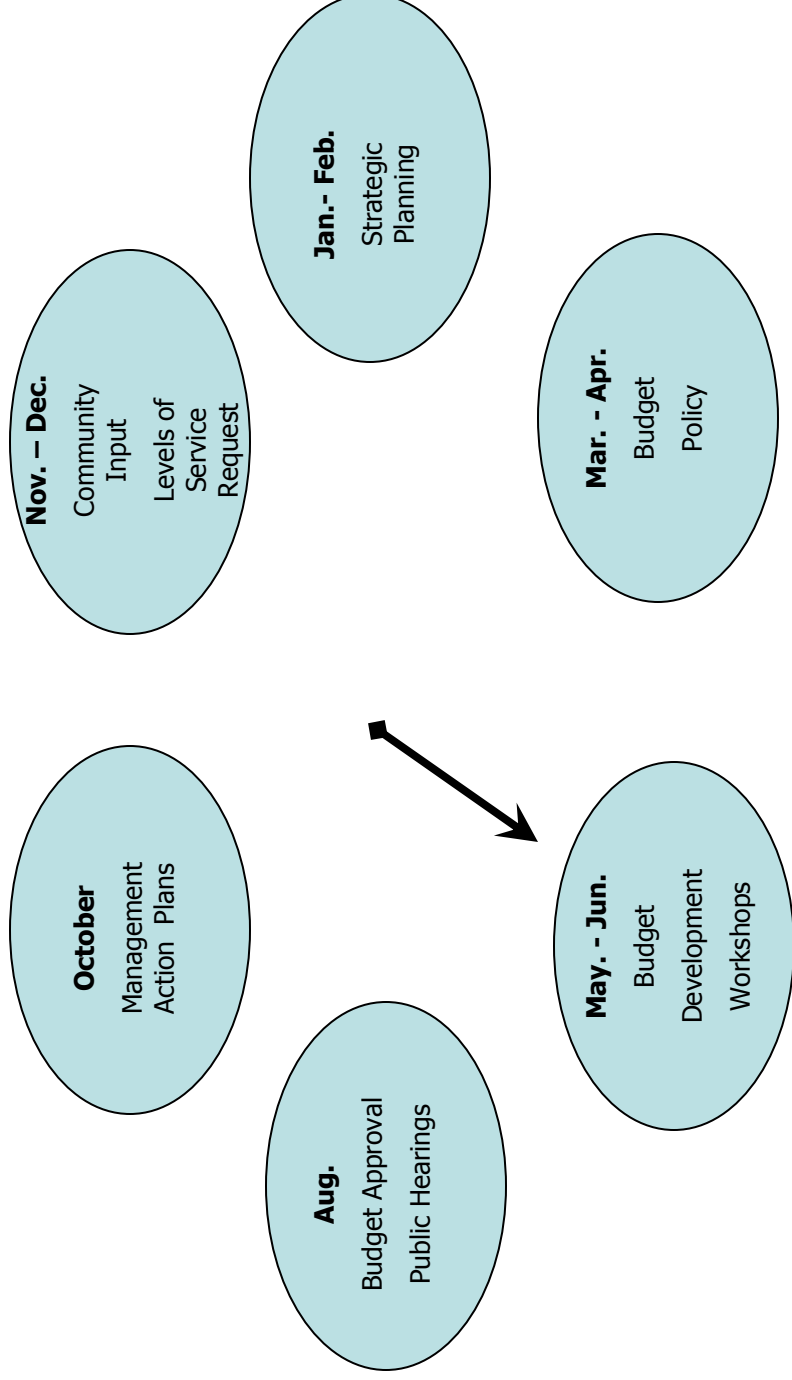 October
Management
Action Plans
Nov. – Dec.
Community
Input
Levels of
Service
Request
Jan.- Feb.
Strategic
Planning
Mar. - Apr.
Budget
Policy
May. - Jun.
Budget
Development
Workshops
Aug.
Budget Approval
Public Hearings